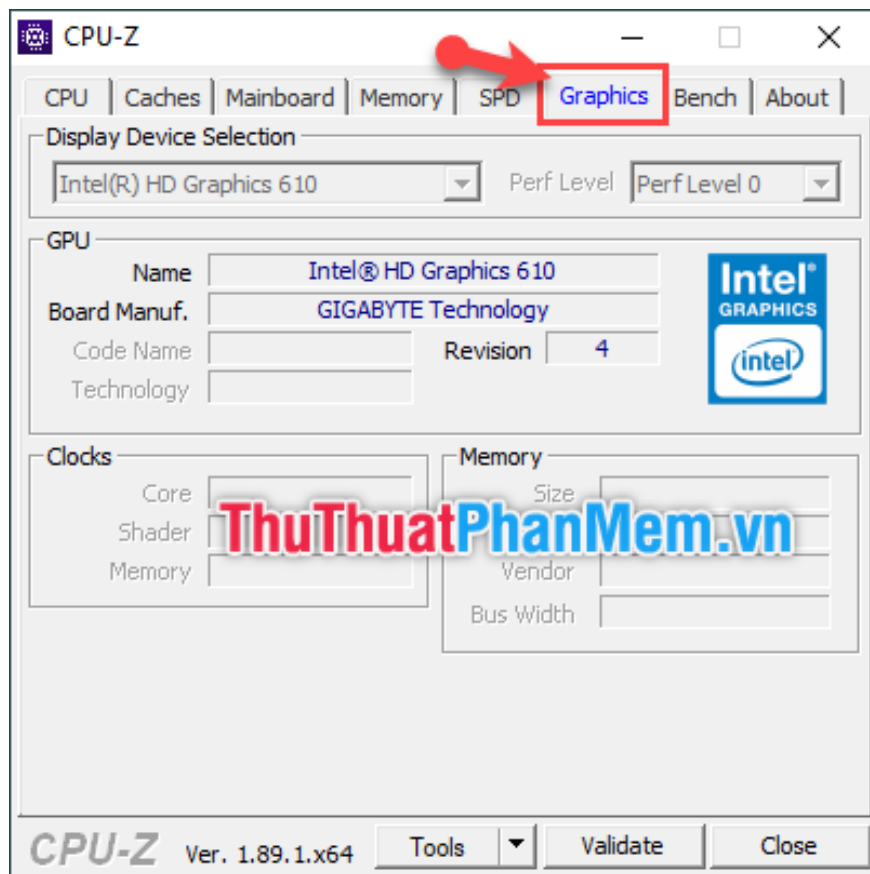 CPU-Z
CPU Caches Mainboard Memory SPD Graphics Bench About
Display Device Selection
Intel(R) HD Graphics 610 Perf Level Perf Level 0
GPU
Name Intel® HD Graphics 610
Board Manuf. GIGABYTE Technology
Code Name Revision 4
Technology
Intel®
GRAPHICS
intel
Clocks
Core
Shader
Memory
Memory
Size
Vendor
Bus Width
ThuThuatPhanMem.vn
CPU-Z Ver. 1.89.1.x64 Tools Validate Close